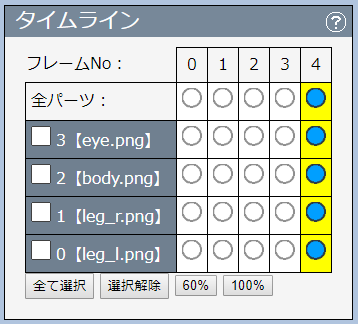 タイムライン ?
フレームNo： 0 1 2 3 4
全パーツ：
3【eye.png】
2【body.png】
1【leg_r.png】
0【leg_l.png】
全て選択 選択解除 60% 100%